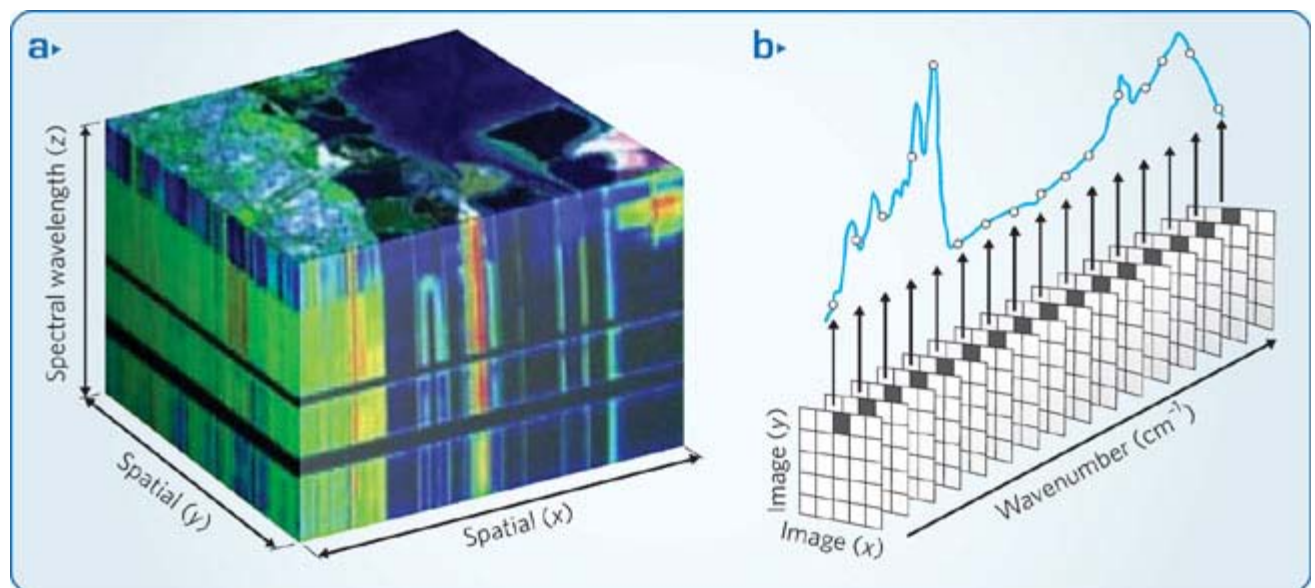 a
Spectral wavelength (z)
Spatial (y)
Spatial (x)
b
Image (y)
Image (x)
Wavenumber (cm⁻¹)